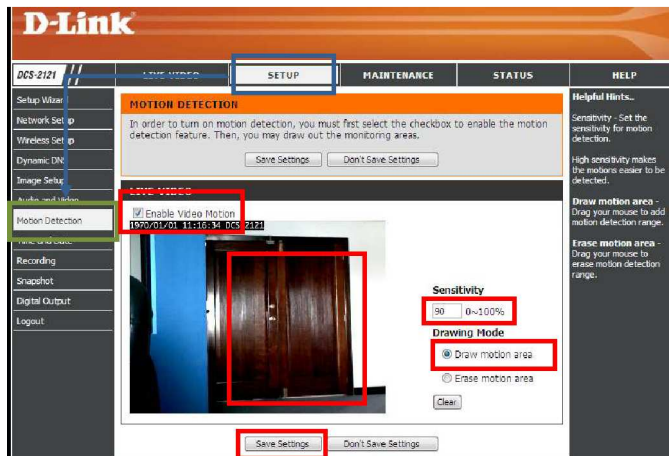 D-Link
DCS-2121
LIVE VIDEO
SETUP
MAINTENANCE
STATUS
HELP
Setup Wizard
Network Setup
Wireless Setup
Dynamic DNS
Image Setup
Audio and Video
Motion Detection
Time and Date
Recording
Snapshot
Digital Output
Logout
MOTION DETECTION
In order to turn on motion detection, you must first select the checkbox to enable the motion
detection feature. Then, you may draw out the monitoring areas.
Save Settings
Don't Save Settings
LIVE VIDEO
Enable Video Motion
1970/01/01 11:16:34 DCS-2121
Sensitivity
90 0~100%
Drawing Mode
Draw motion area
Erase motion area
Clear
Save Settings
Don't Save Settings
Helpful Hints..
Sensitivity - Set the
sensitivity for motion
detection.
High sensitivity makes
the motions easier to be
detected.
Draw motion area -
Drag your mouse to add
motion detection range.
Erase motion area -
Drag your mouse to
erase motion detection
range.